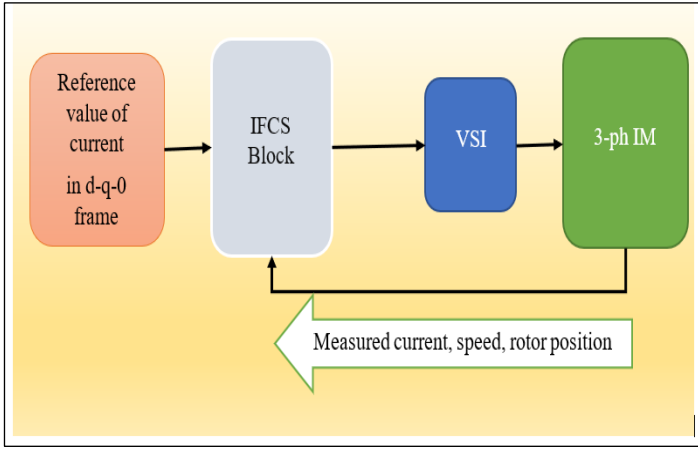 Reference
value of
current
in d-q-0
frame
IFCS
Block
VSI
3-ph IM
Measured current, speed, rotor position